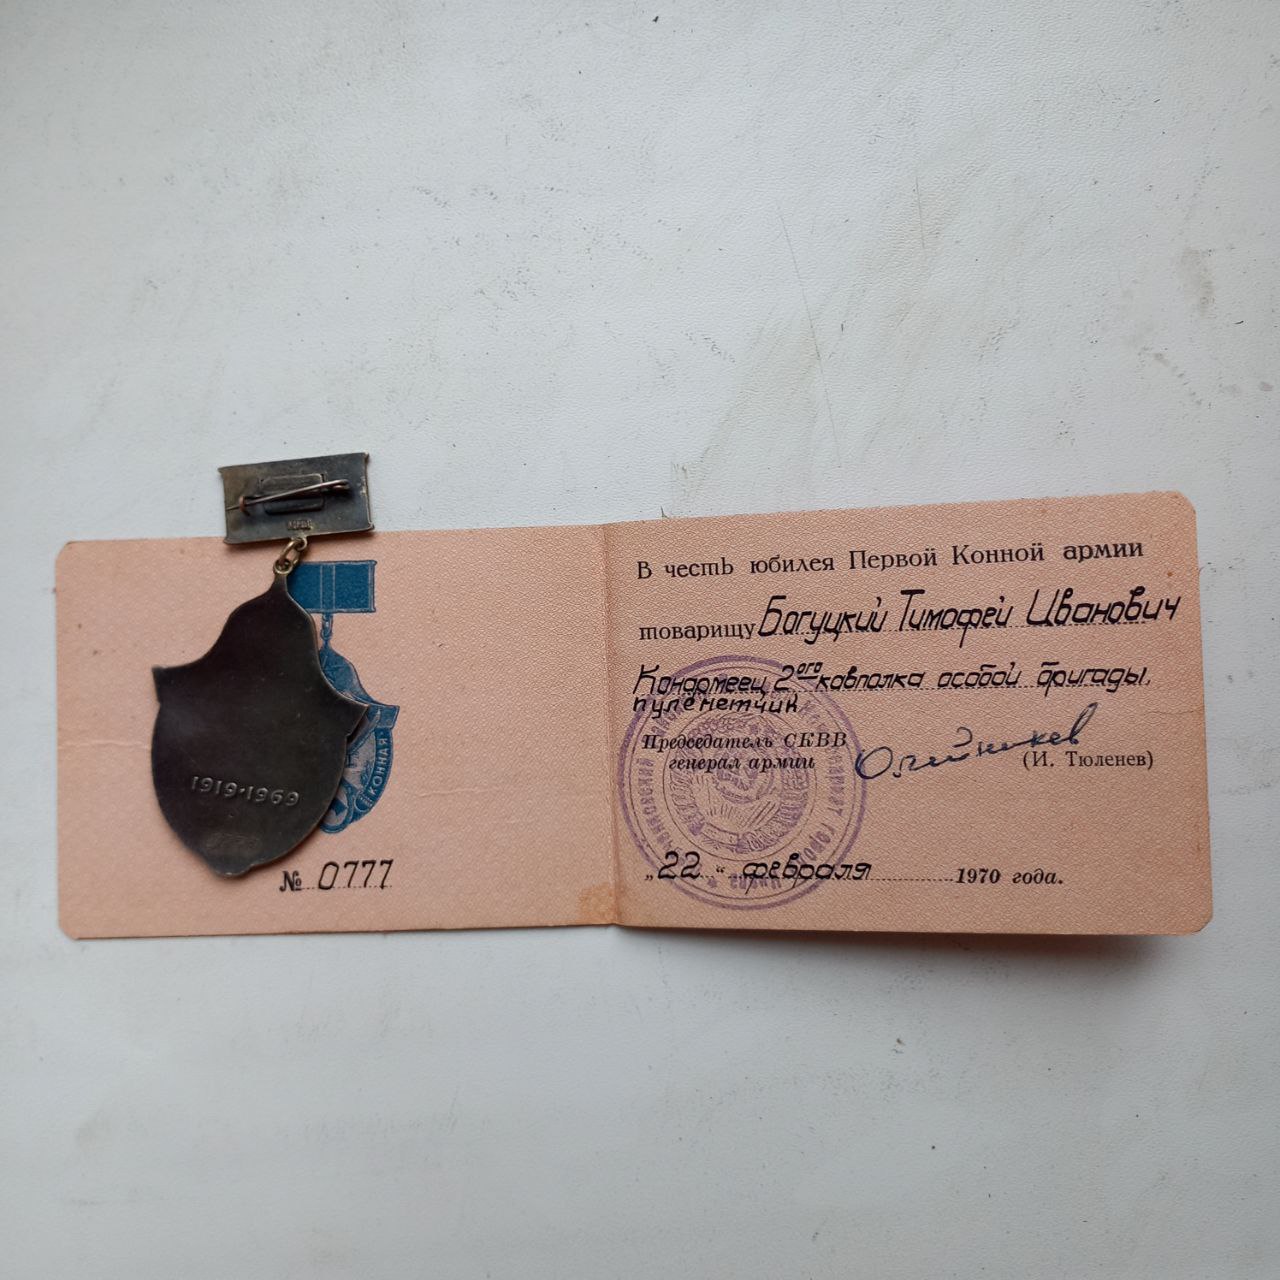 КОННАЯ
1919·1969
№ 0777
В честь юбилея Первой Конной армии
товарищу Богуцкий Тимофей Иванович
Конармеец 2ого кавполка особой бригады,
пулеметчик
Председатель СКВВ
генерал армии
(И. Тюленев)
„22“ февраля 1970 года.